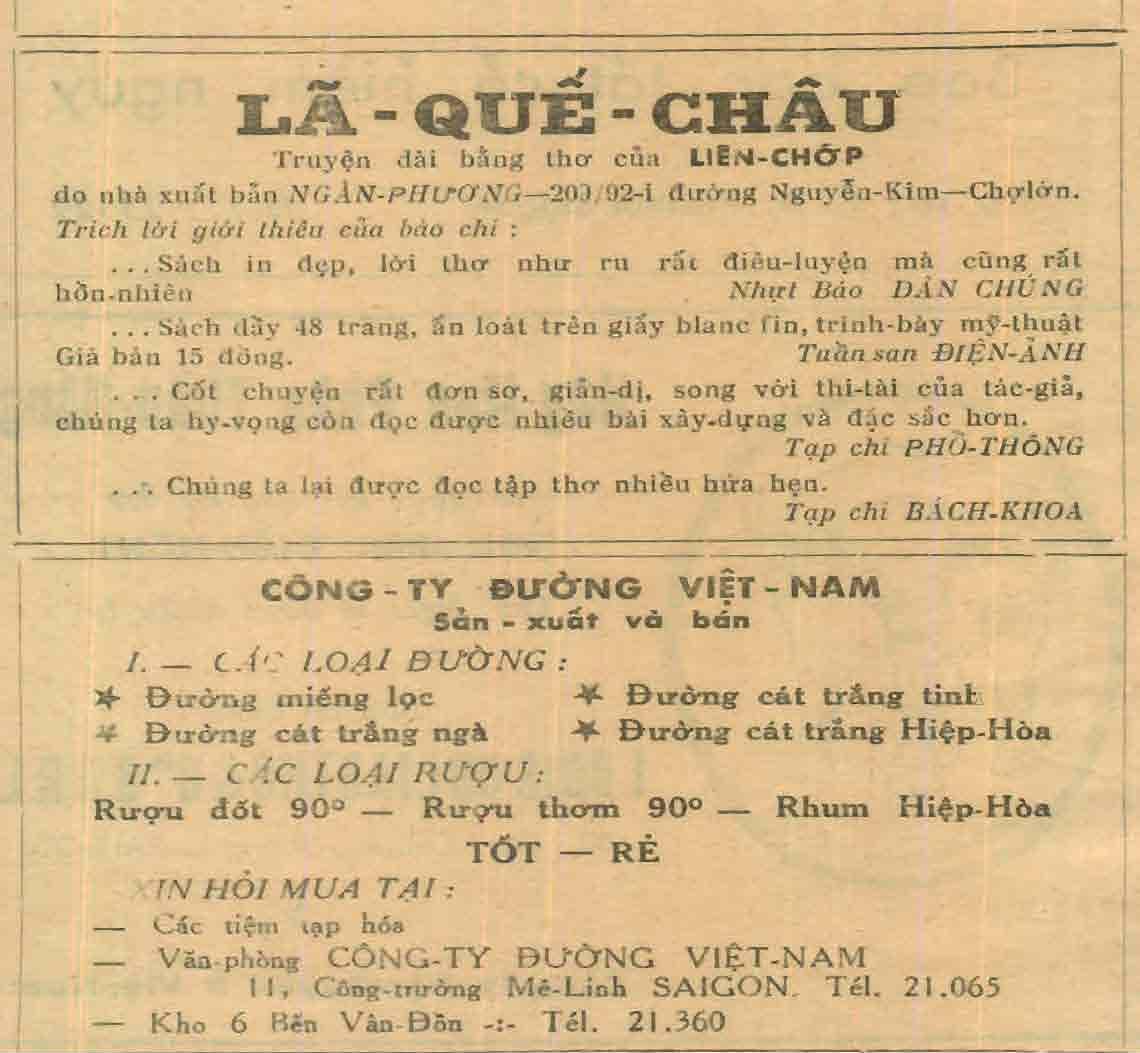 LÃ - QUẾ - CHÂU
Truyện dài bằng thơ của LIÊN-CHỚP
do nhà xuất bản NGÀN-PHƯƠNG—209/92-i đường Nguyễn-Kim—Chợlớn.
Trích lời giới thiệu của báo chí :
...Sách in đẹp, lời thơ như ru rất điêu-luyện mà cũng rất
hồn-nhiên Nhựt Báo DÂN CHÚNG
...Sách dầy 48 trang, ấn loát trên giấy blanc fin, trình-bày mỹ-thuật
Giá bán 15 đồng. Tuần san ĐIỆN-ẢNH
... Cốt chuyện rất đơn sơ, giản-dị, song với thi-tài của tác-giả,
chúng ta hy-vọng còn đọc được nhiều bài xây-dựng và đặc sắc hơn.
Tạp chí PHỔ-THÔNG
... Chúng ta lại được đọc tập thơ nhiều hứa hẹn.
Tạp chí BÁCH-KHOA
CÔNG - TY ĐƯỜNG VIỆT - NAM
Sản - xuất và bán
I. — CÁC LOẠI ĐƯỜNG :
★ Đường miếng lọc ★ Đường cát trắng tinh
★ Đường cát trắng ngà ★ Đường cát trắng Hiệp-Hòa
II. — CÁC LOẠI RƯỢU :
Rượu đốt 90° — Rượu thơm 90° — Rhum Hiệp-Hòa
TỐT — RẺ
XIN HỎI MUA TẠI :
— Các tiệm tạp hóa
— Văn-phòng CÔNG-TY ĐƯỜNG VIỆT-NAM
11, Công-trường Mê-Linh SAIGON. Tél. 21.065
— Kho 6 Bến Vân-Đồn -:- Tél. 21.360